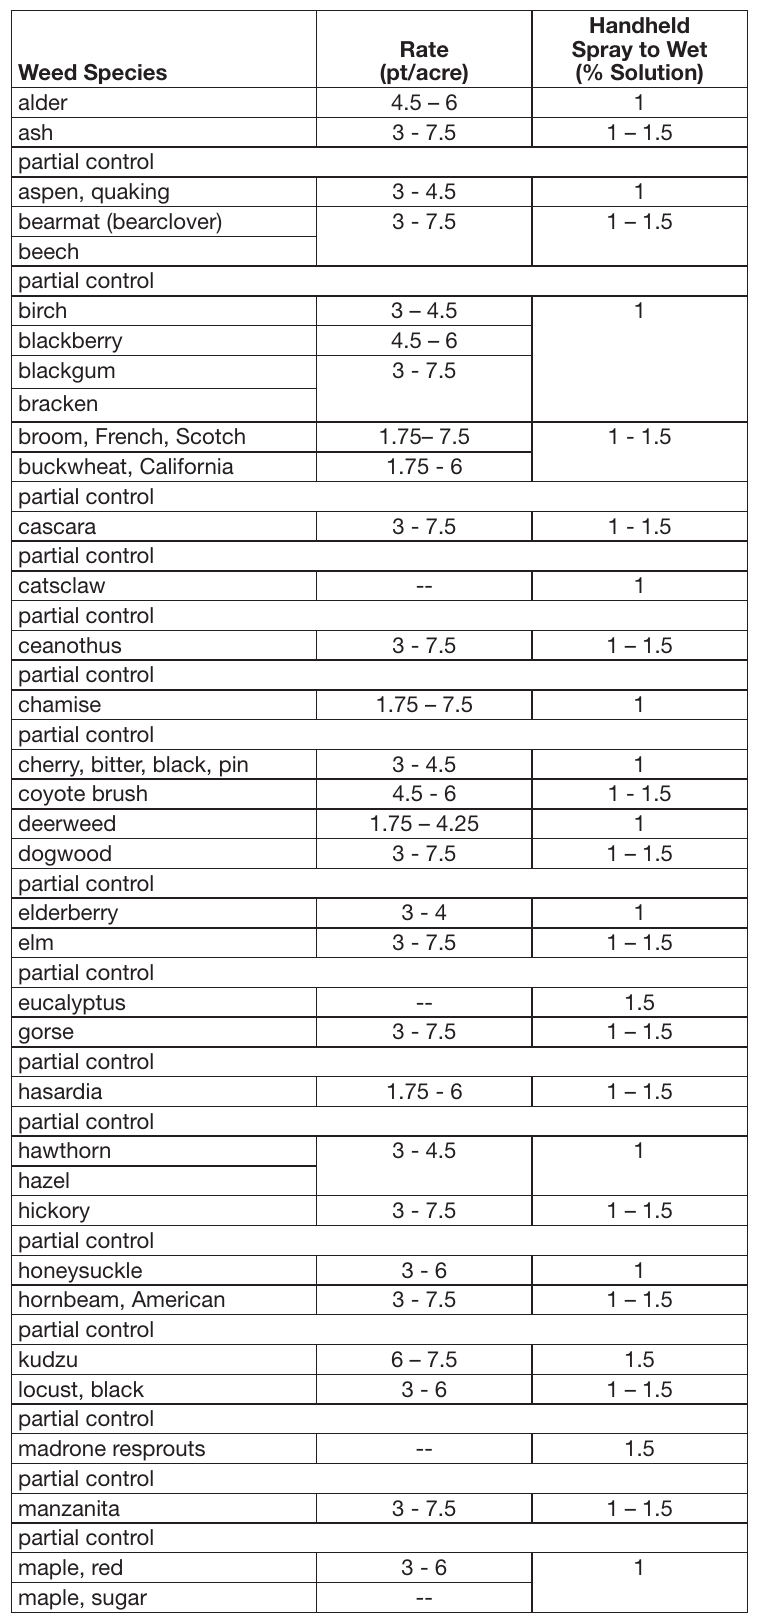 Weed Species Rate (pt/acre) Handheld Spray to Wet (% Solution)
alder 4.5 – 6 1
ash 3 - 7.5 1 – 1.5
partial control
aspen, quaking 3 - 4.5 1
bearmat (bearclover) 3 - 7.5 1 – 1.5
beech
partial control
birch 3 – 4.5 1
blackberry 4.5 – 6
blackgum 3 - 7.5
bracken
broom, French, Scotch 1.75– 7.5 1 - 1.5
buckwheat, California 1.75 - 6
partial control
cascara 3 - 7.5 1 - 1.5
partial control
catsclaw -- 1
partial control
ceanothus 3 - 7.5 1 – 1.5
partial control
chamise 1.75 – 7.5 1
partial control
cherry, bitter, black, pin 3 - 4.5 1
coyote brush 4.5 - 6 1 - 1.5
deerweed 1.75 – 4.25 1
dogwood 3 - 7.5 1 – 1.5
partial control
elderberry 3 - 4 1
elm 3 - 7.5 1 – 1.5
partial control
eucalyptus -- 1.5
gorse 3 - 7.5 1 – 1.5
partial control
hasardia 1.75 - 6 1 – 1.5
partial control
hawthorn 3 - 4.5 1
hazel
hickory 3 - 7.5 1 – 1.5
partial control
honeysuckle 3 - 6 1
hornbeam, American 3 - 7.5 1 – 1.5
partial control
kudzu 6 – 7.5 1.5
locust, black 3 - 6 1 – 1.5
partial control
madrone resprouts -- 1.5
partial control
manzanita 3 - 7.5 1 – 1.5
partial control
maple, red 3 - 6 1
maple, sugar --